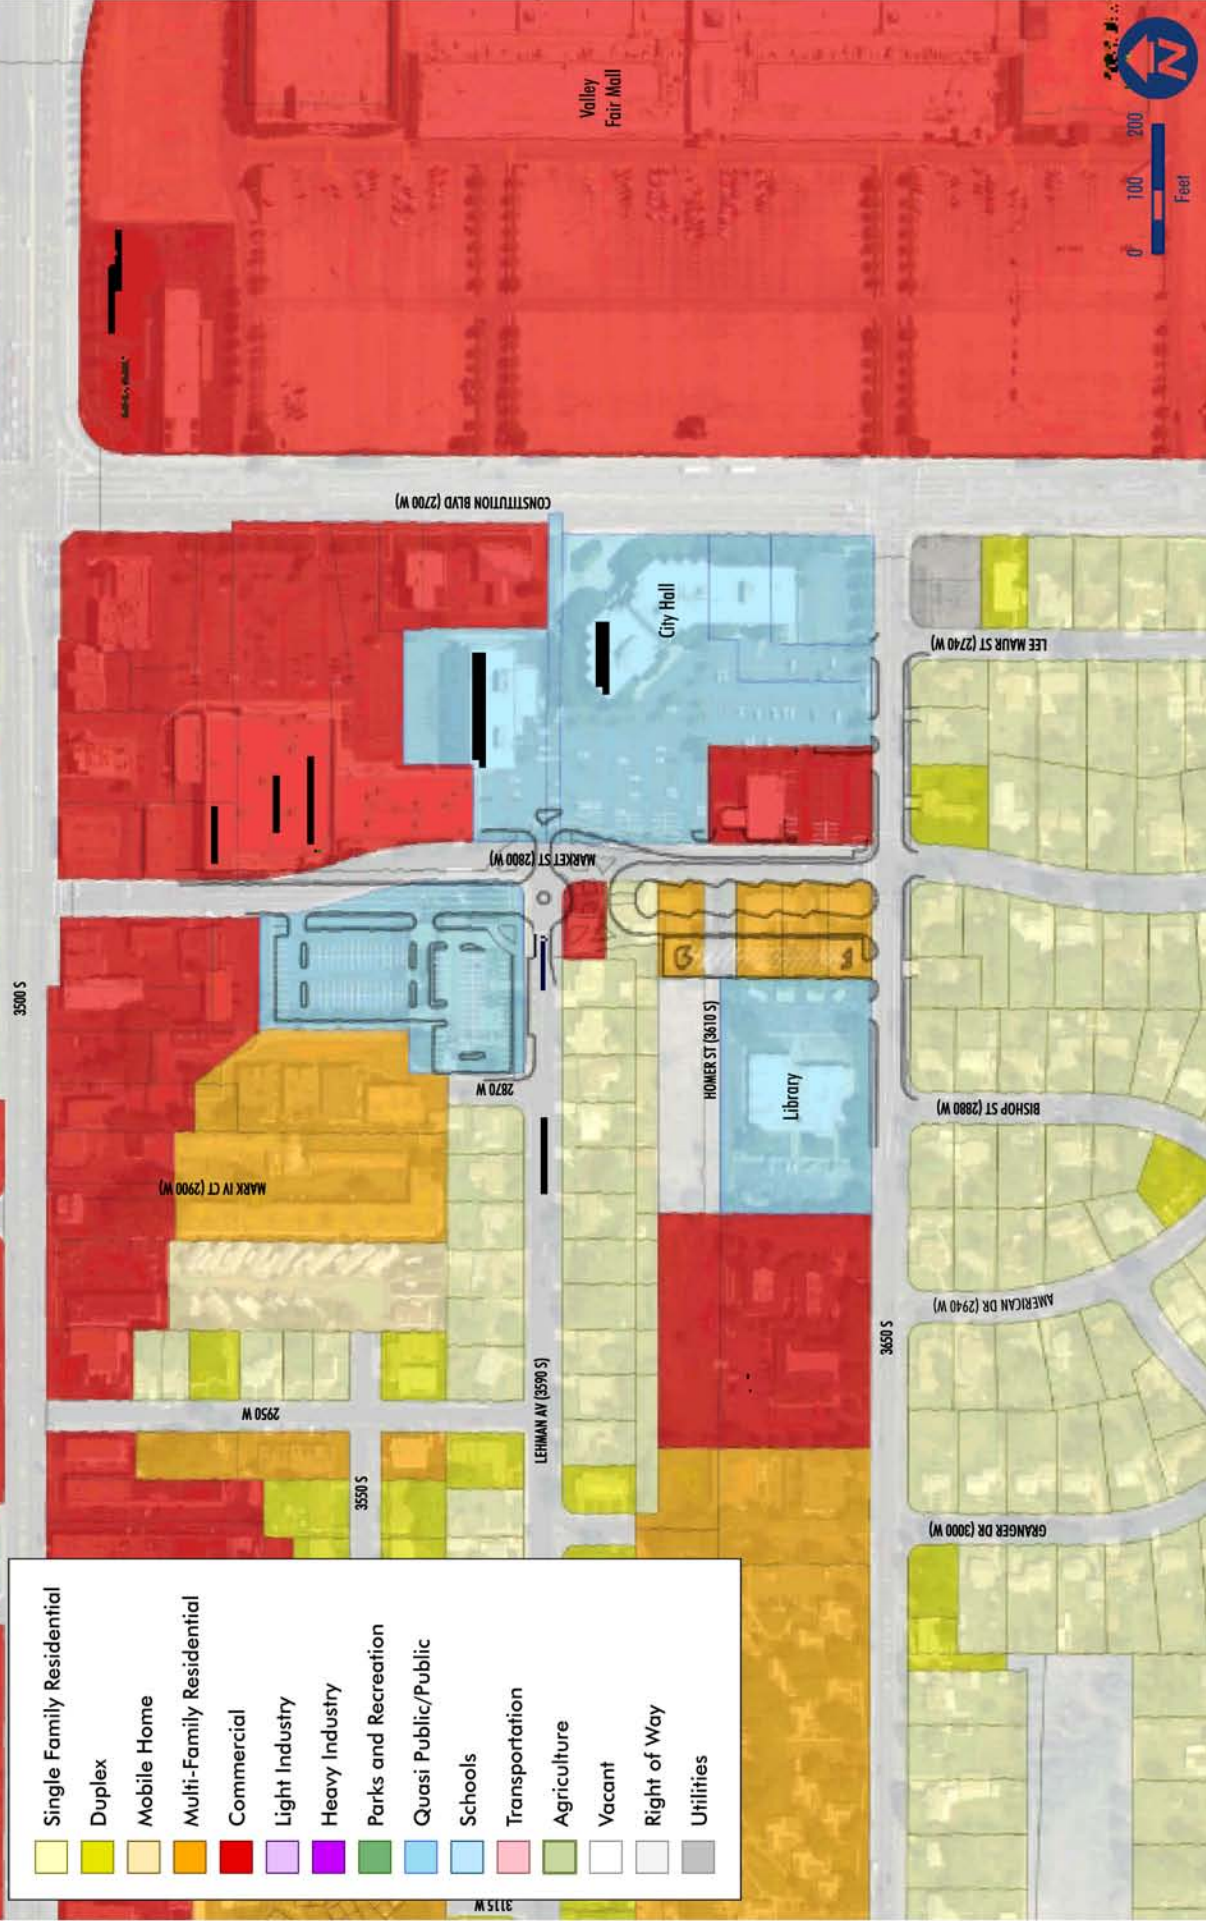 Valley
Fair Mall
N
0 100 200
Feet
CONSTITUTION BLVD (2700 W)
City Hall
LEE MAUR ST (2740 W)
MARKET ST (2800 W)
3500 S
2870 W
HOMER ST (3610 S)
Library
BISHOP ST (2880 W)
MARK IV CT (2900 W)
AMERICAN DR (2940 W)
3650 S
2950 W
LEHMAN AV (3590 S)
3550 S
GRANGER DR (3000 W)
3115 W
Single Family Residential
Duplex
Mobile Home
Multi-Family Residential
Commercial
Light Industry
Heavy Industry
Parks and Recreation
Quasi Public/Public
Schools
Transportation
Agriculture
Vacant
Right of Way
Utilities